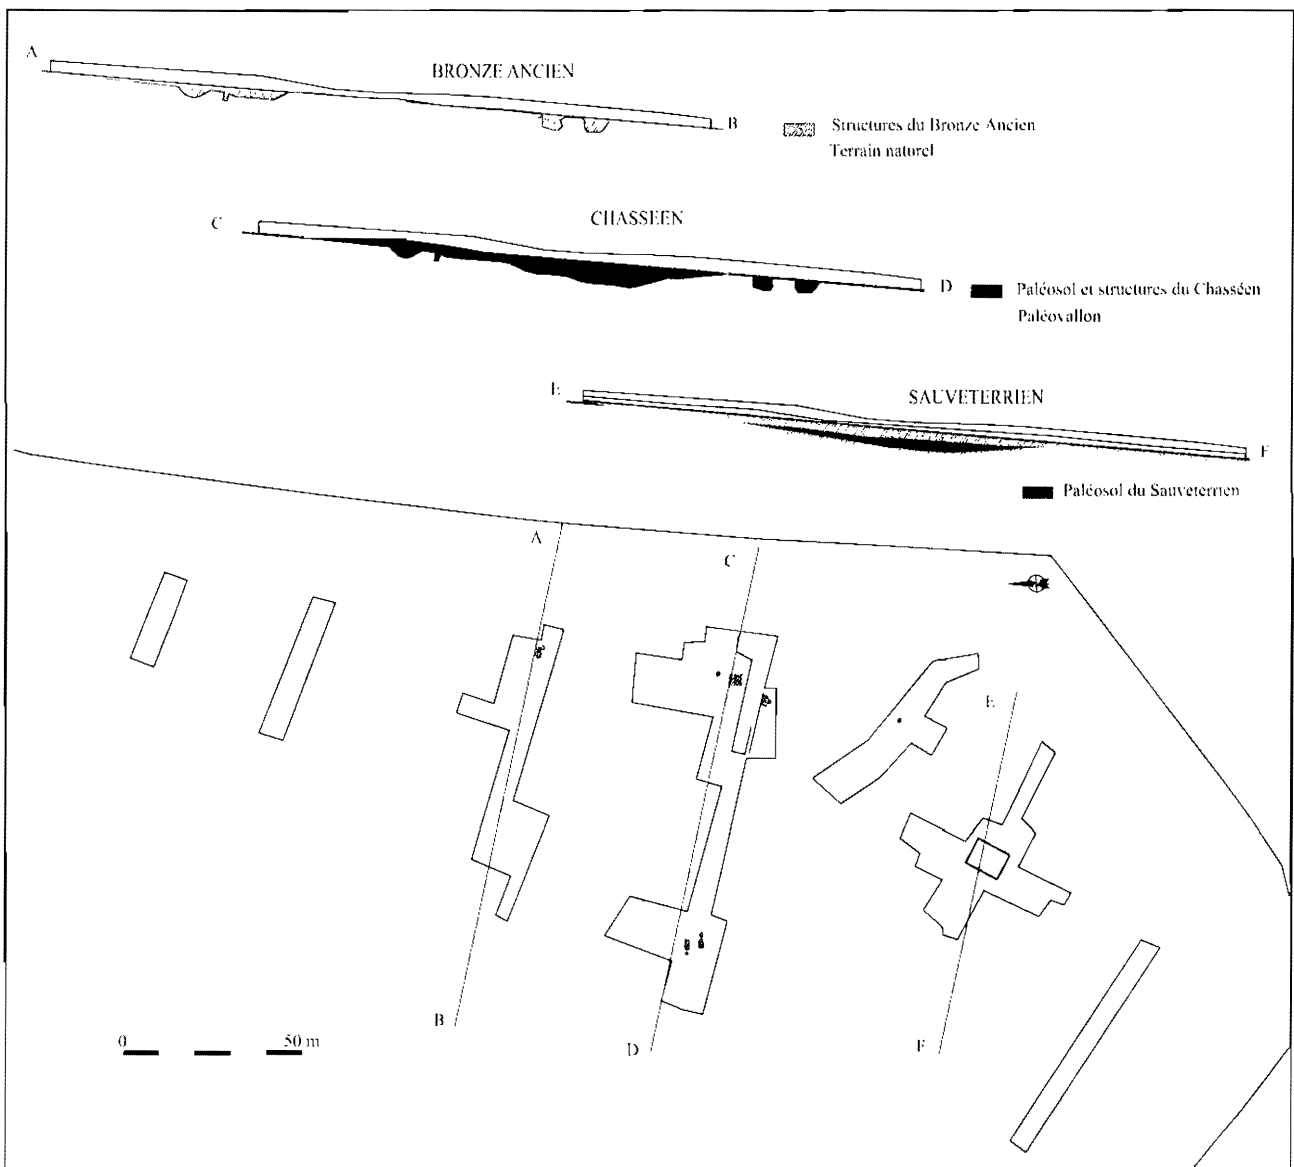 A
BRONZE ANCIEN
B
Structures du Bronze Ancien
Terrain naturel
C
CHASSEEN
D
Paléosol et structures du Chasséen
Paléovallon
E
SAUVETERRIEN
F
Paléosol du Sauveterrien
A
C
E
B
D
F
0 50 m